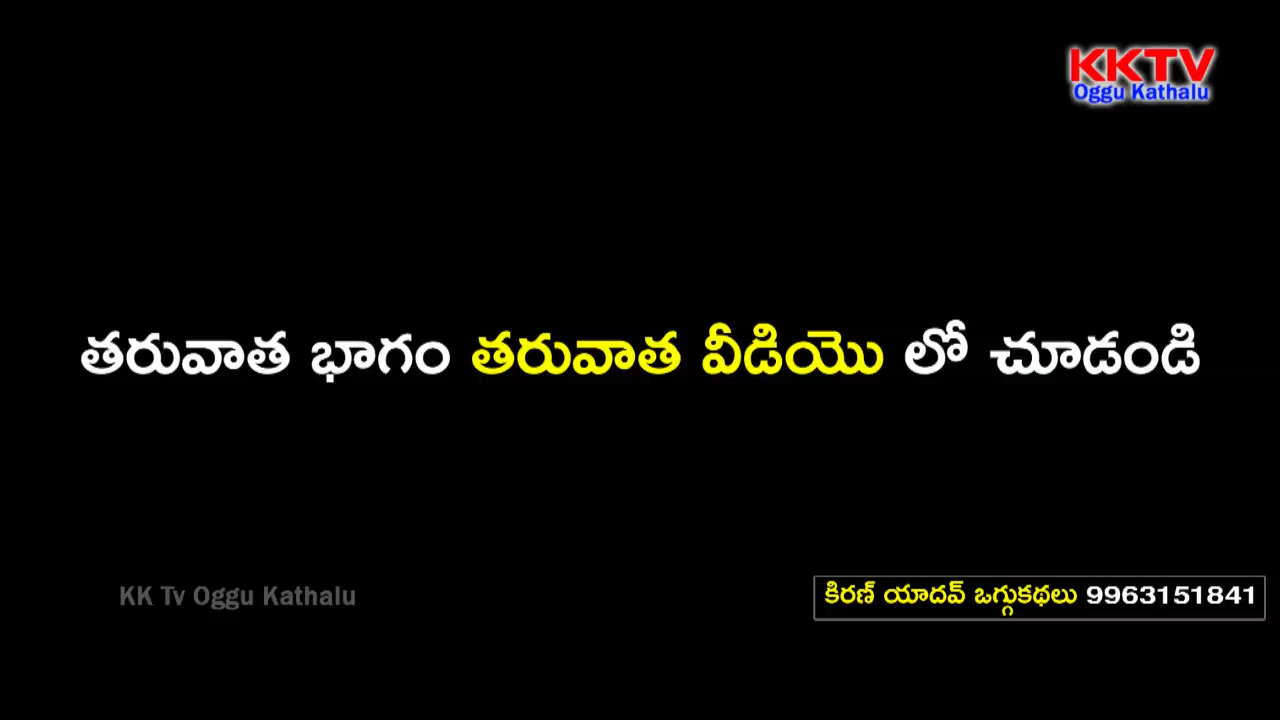 KKTV
Oggu Kathalu
తరువాత భాగం తరువాత వీడియొ లో చూడండి
KK Tv Oggu Kathalu
కిరణ్ యాదవ్ ఒగ్గుకథలు 9963151841